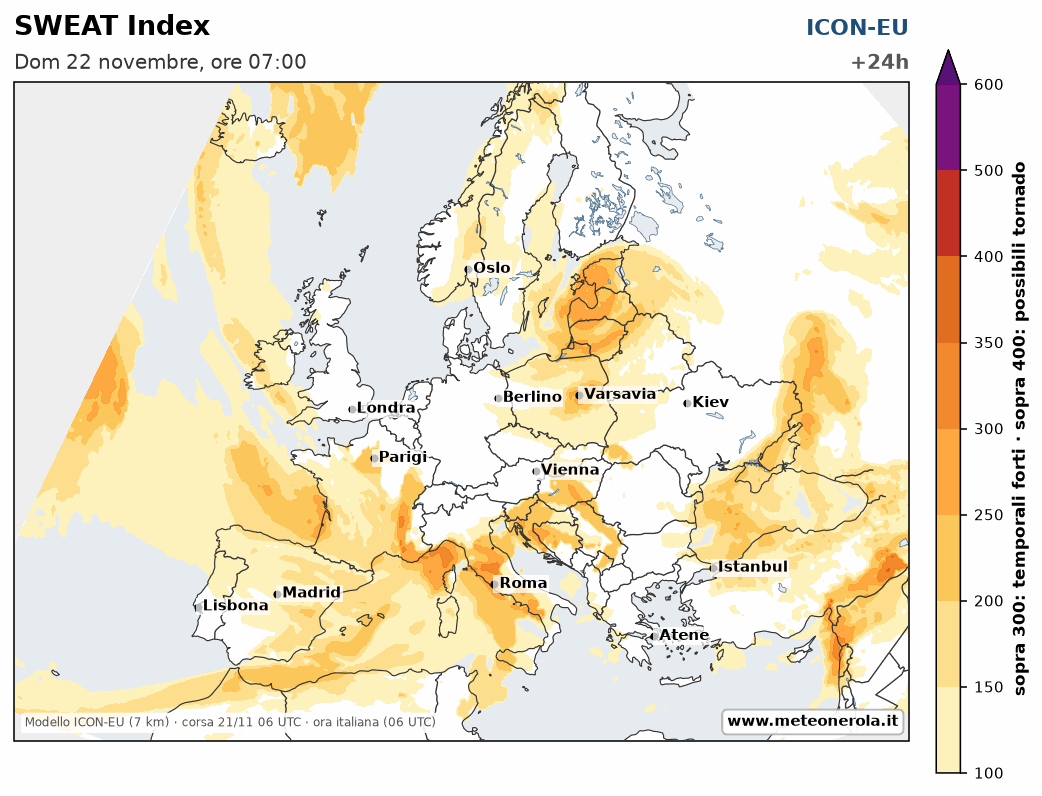 SWEAT Index
ICON-EU
Dom 22 novembre, ore 07:00
+24h
600
500
400
350
300
250
200
150
100
sopra 300: temporali forti · sopra 400: possibili tornado
Oslo
Berlino
Varsavia
Kiev
Londra
Parigi
Vienna
Istanbul
Roma
Madrid
Lisbona
Atene
Modello ICON-EU (7 km) · corsa 21/11 06 UTC · ora italiana (06 UTC)
www.meteonerola.it